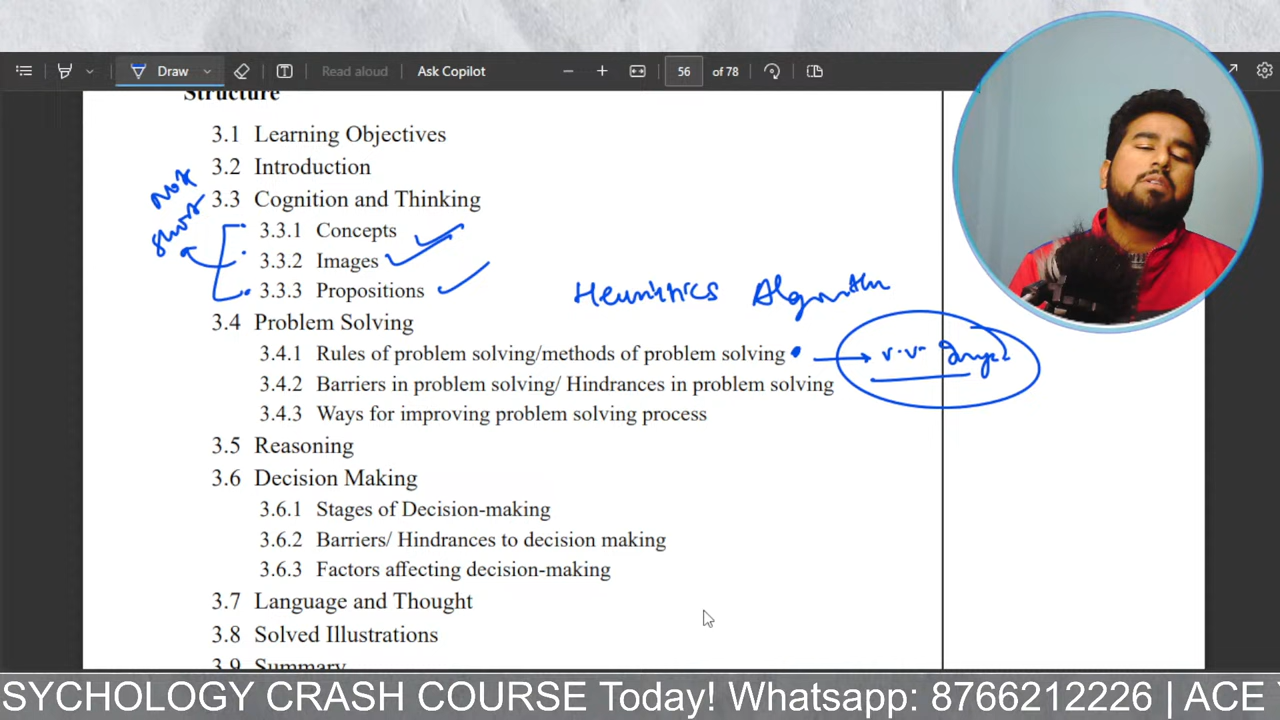 Draw
Read aloud
Ask Copilot
56 of 78
Structure
3.1 Learning Objectives
3.2 Introduction
3.3 Cognition and Thinking
Not
short
3.3.1 Concepts
3.3.2 Images
3.3.3 Propositions
Heuristics Algorithm
3.4 Problem Solving
3.4.1 Rules of problem solving/methods of problem solving
v.v
3.4.2 Barriers in problem solving/ Hindrances in problem solving
3.4.3 Ways for improving problem solving process
3.5 Reasoning
3.6 Decision Making
3.6.1 Stages of Decision-making
3.6.2 Barriers/ Hindrances to decision making
3.6.3 Factors affecting decision-making
3.7 Language and Thought
3.8 Solved Illustrations
3.9 Summary
SYCHOLOGY CRASH COURSE Today! Whatsapp: 8766212226 | ACE